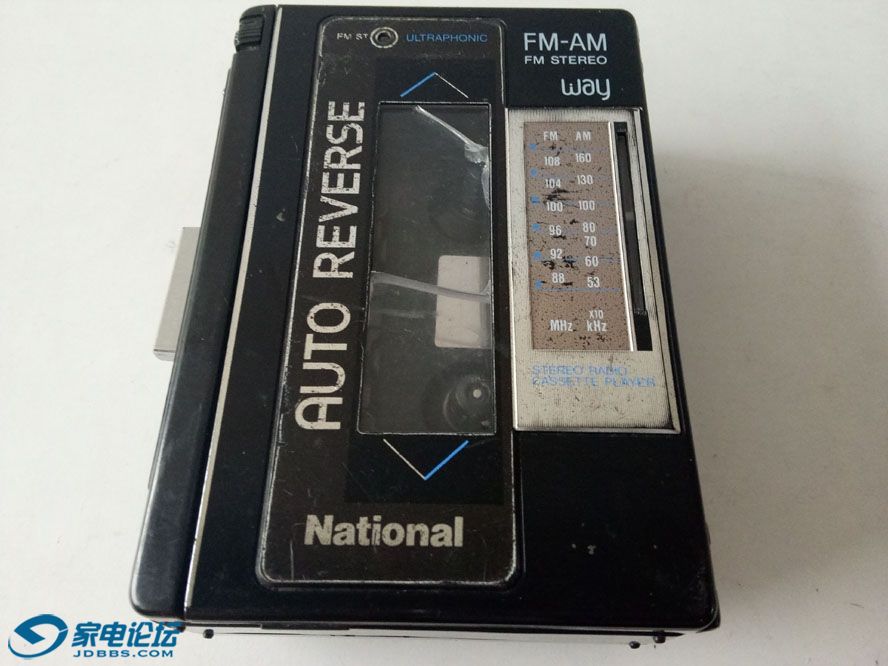 FM ST
ULTRAPHONIC
FM-AM
FM STEREO
way
AUTO REVERSE
FM AM
108 160
104 130
100 100
96 80
70
92 60
88 53
X10
MHz kHz
STEREO RADIO
CASSETTE PLAYER
National
家电论坛
JDBBS.COM